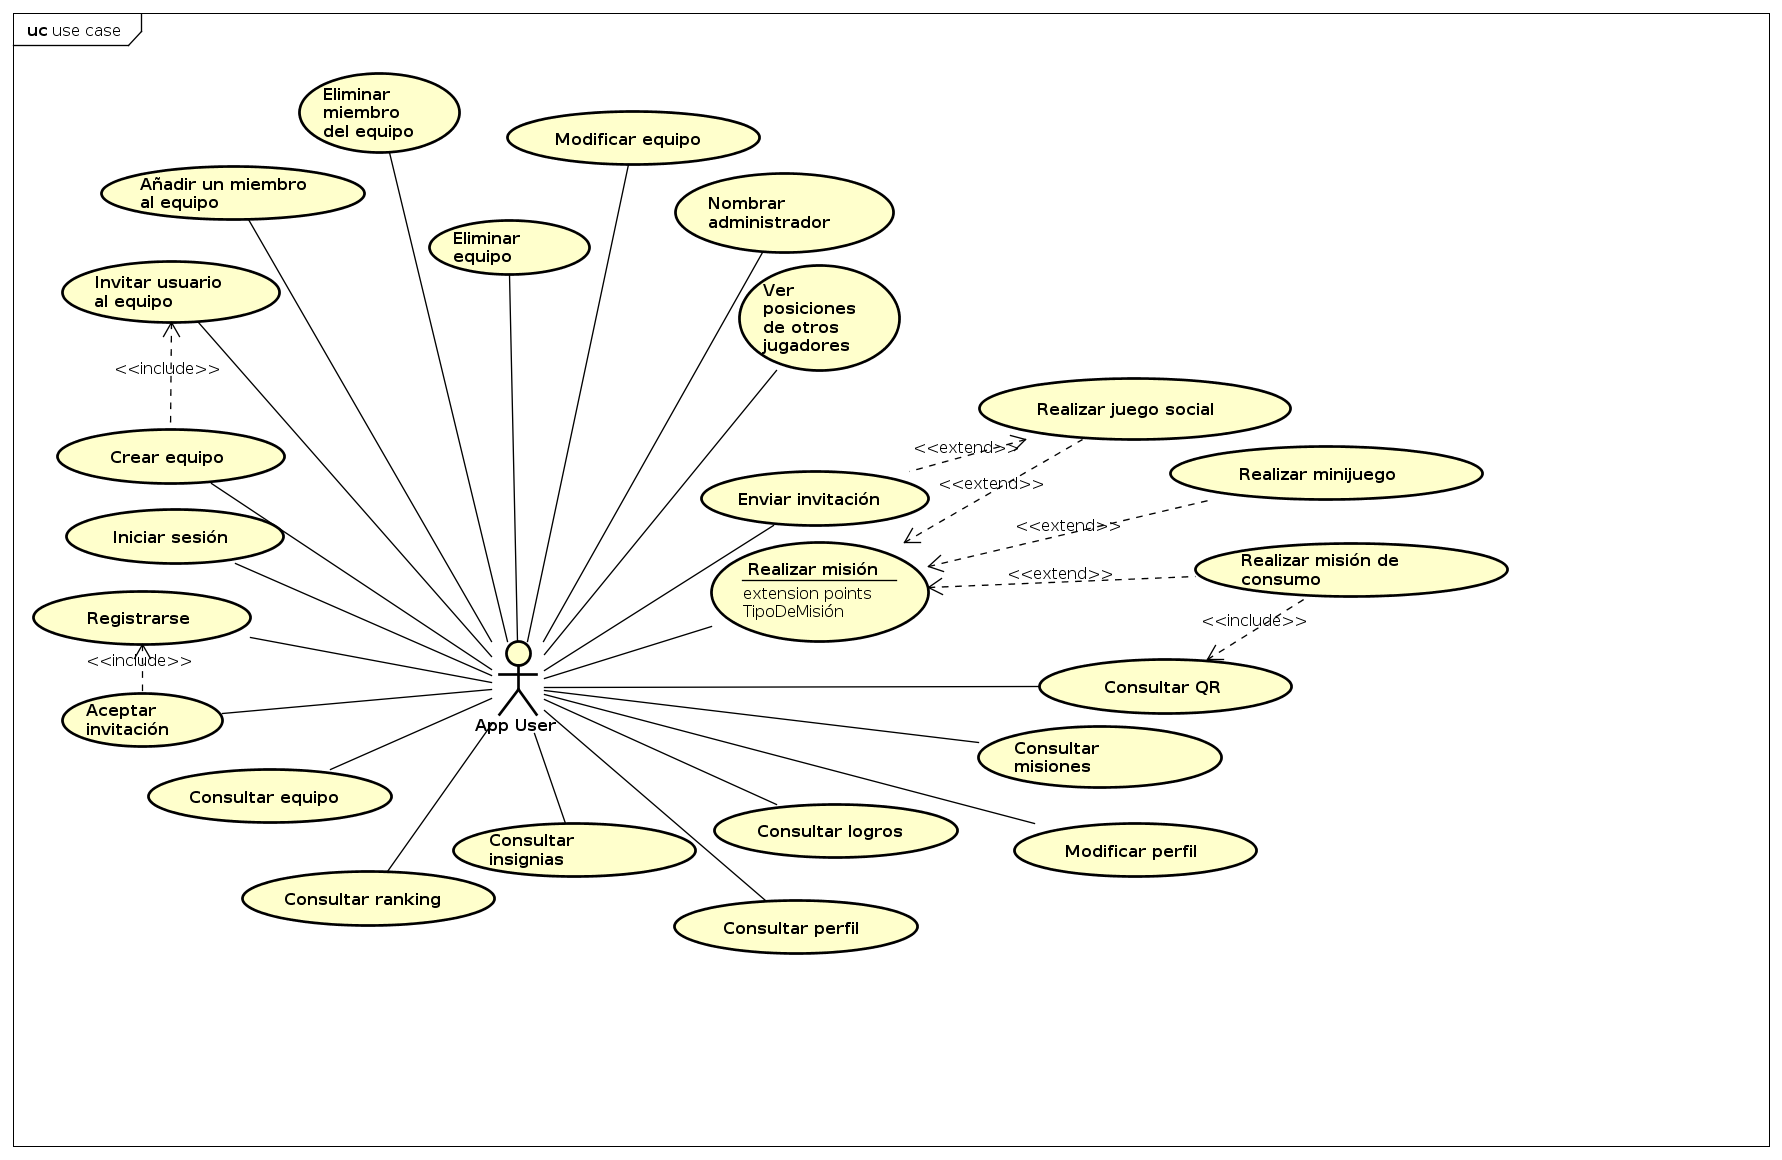 uc use case
Eliminar
miembro
del equipo
Modificar equipo
Añadir un miembro
al equipo
Nombrar
administrador
Eliminar
equipo
Invitar usuario
al equipo
Ver
posiciones
de otros
jugadores
<<include>>
Realizar juego social
<<extend>>
Crear equipo
Realizar minijuego
<<extend>>
Enviar invitación
<<extend>>
Iniciar sesión
Realizar misión
extension points
TipoDeMisión
<<extend>>
Realizar misión de
consumo
Registrarse
<<include>>
<<include>>
Consultar QR
Aceptar
invitación
App User
Consultar
misiones
Consultar equipo
Consultar logros
Consultar
insignias
Modificar perfil
Consultar ranking
Consultar perfil